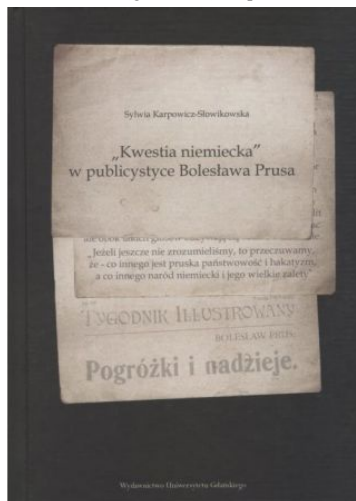 Sylwia Karpowicz-Słowikowska
„Kwestia niemiecka”
w publicystyce Bolesława Prusa
„Jeżeli jeszcze nie zrozumieliśmy, to przeczuwamy,
że - co innego jest pruska państwowość i hakatyzm,
a co innego naród niemiecki i jego wielkie zalety”
TYGODNIK ILLUSTROWANY
BOLESŁAW PRUS
Pogróżki i nadzieje.
Wydawnictwo Uniwersytetu Gdańskiego